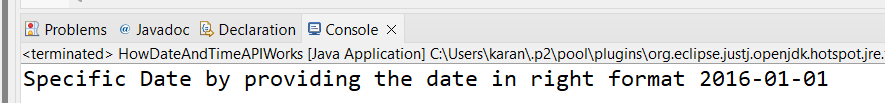 Problems @ Javadoc Declaration Console
<terminated> HowDateAndTimeAPIWorks [Java Application] C:\Users\karan\.p2\pool\plugins\org.eclipse.justj.openjdk.hotspot.jre.
Specific Date by providing the date in right format 2016-01-01